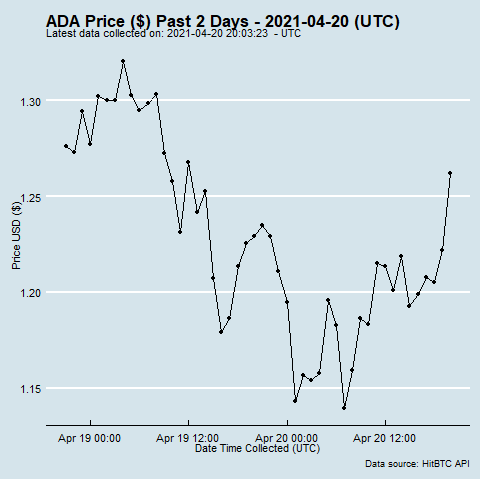 ADA Price ($) Past 2 Days - 2021-04-20 (UTC)
Latest data collected on: 2021-04-20 20:03:23  - UTC
Price USD ($)
1.30
1.25
1.20
1.15
Apr 19 00:00
Apr 19 12:00
Apr 20 00:00
Apr 20 12:00
Date Time Collected (UTC)
Data source: HitBTC API